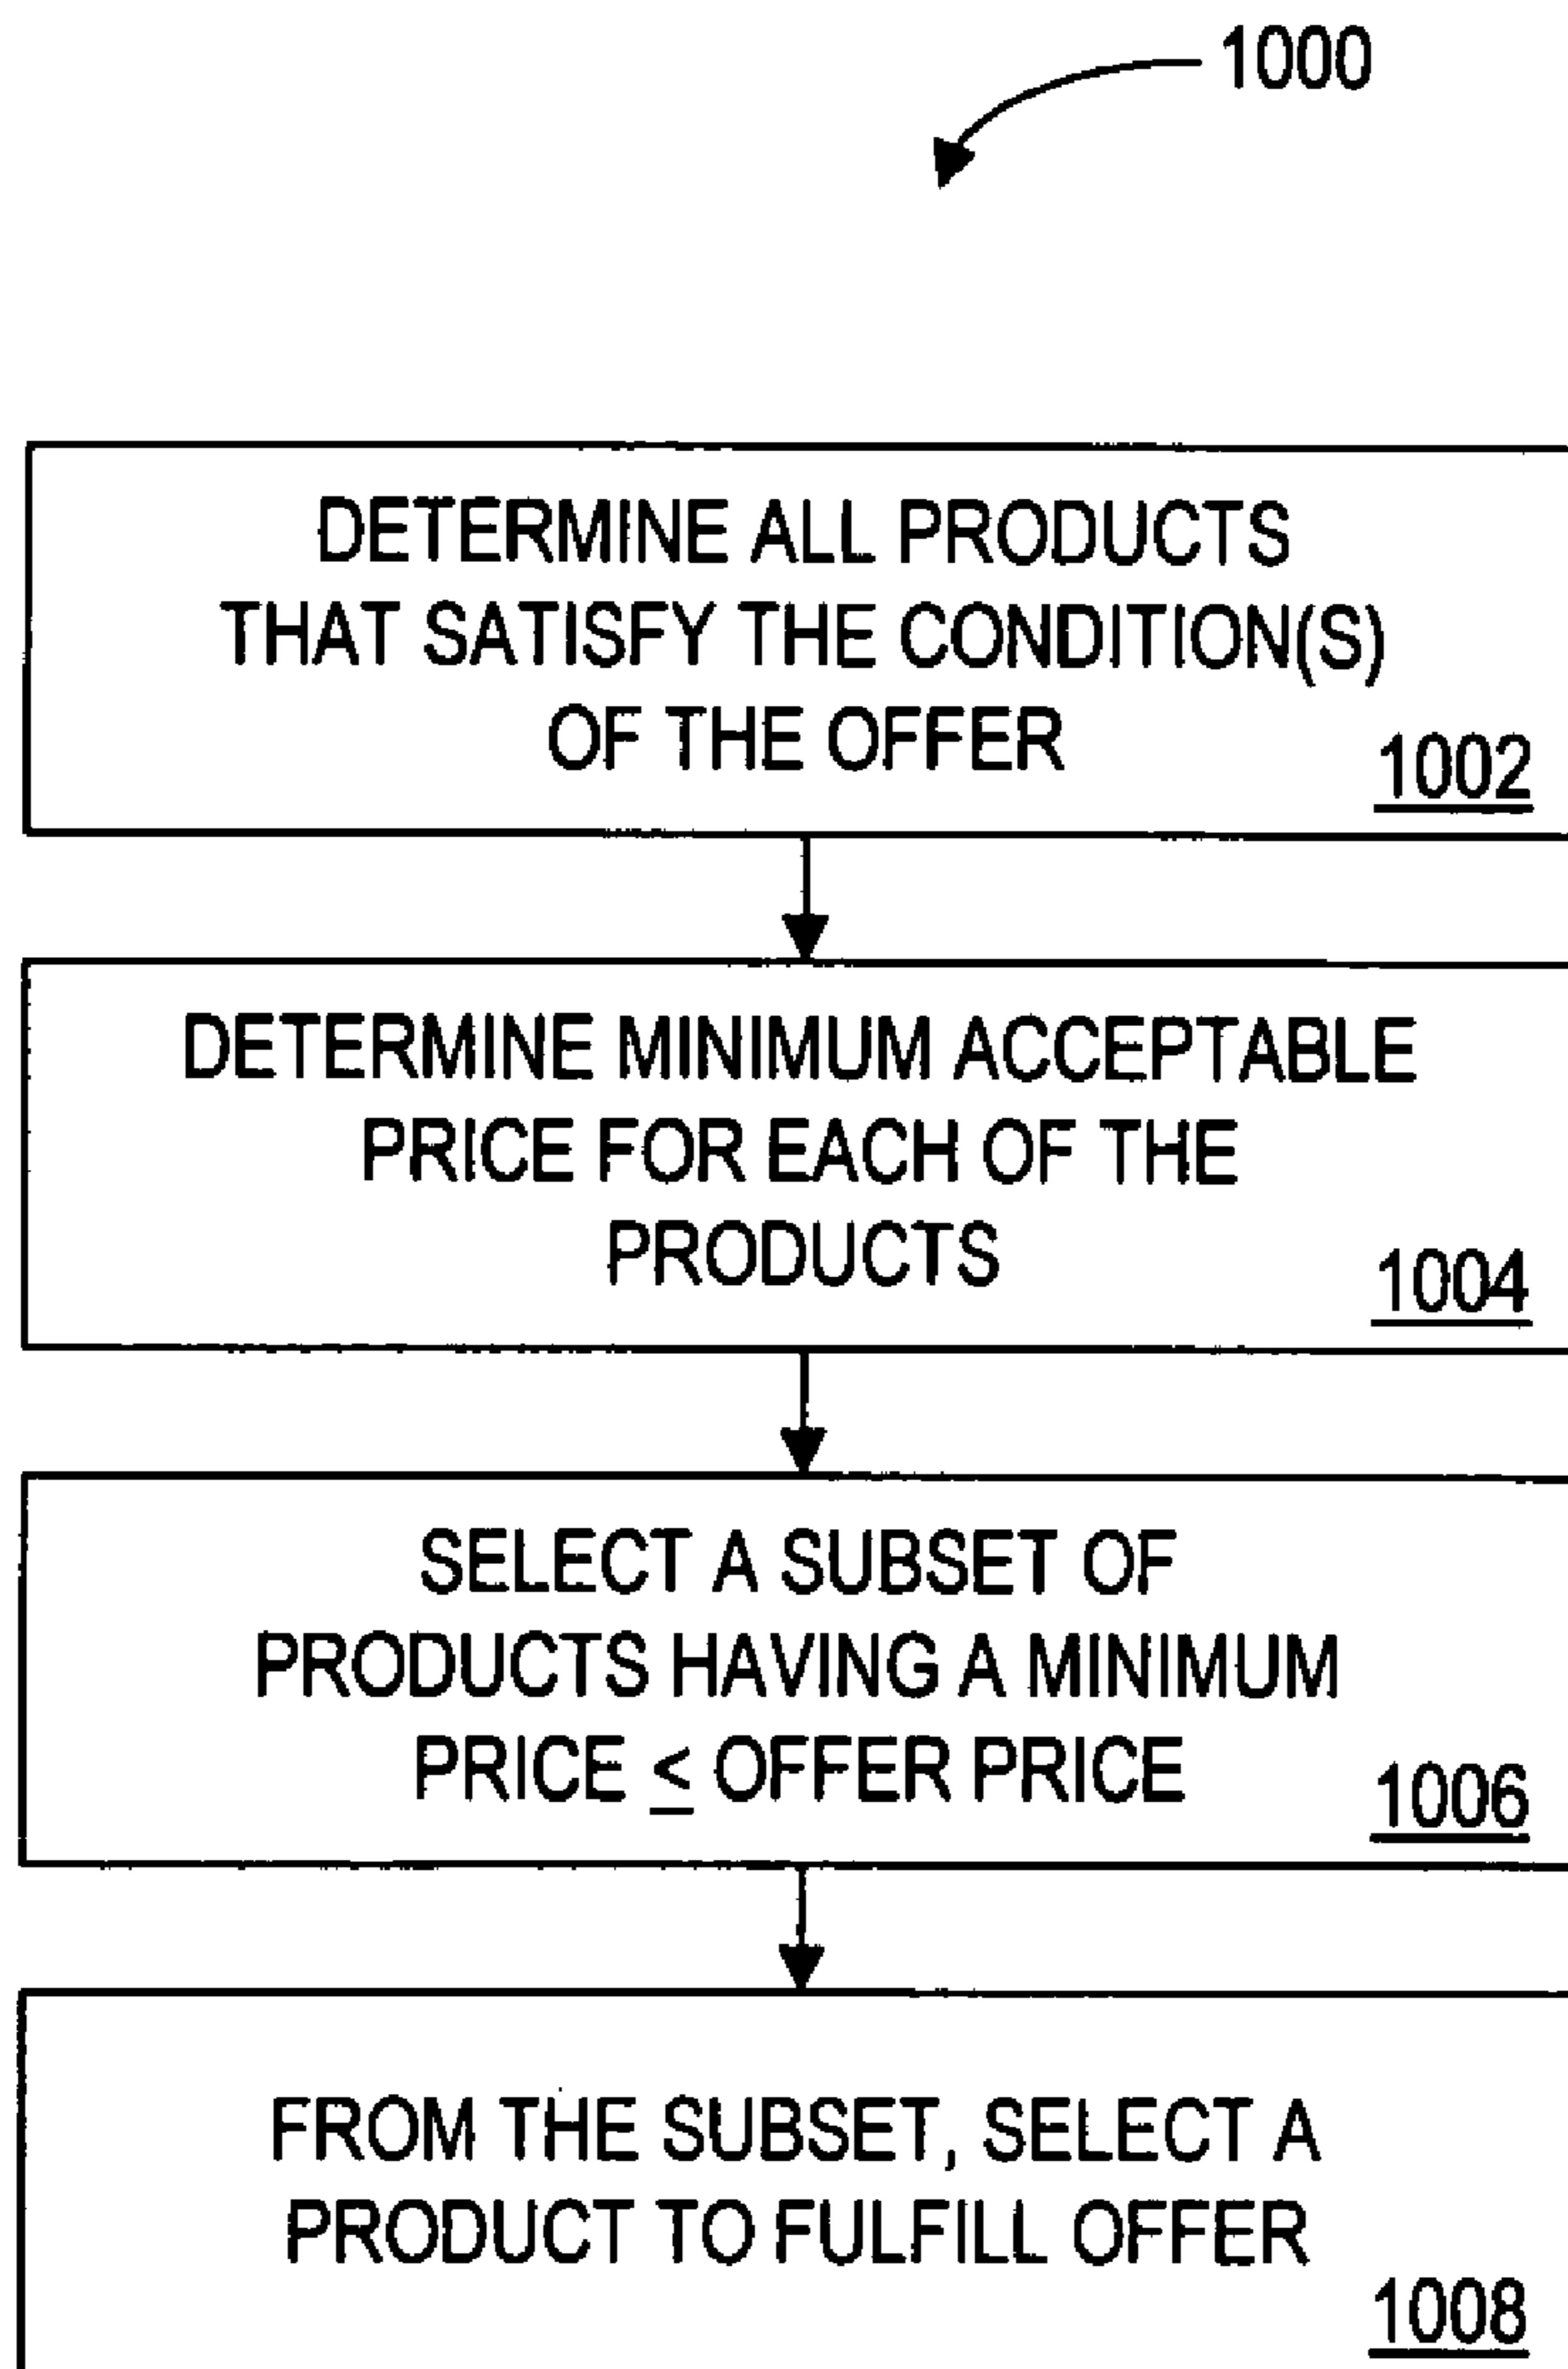 1000
DETERMINE ALL PRODUCTS
THAT SATISFY THE CONDITION(S)
OF THE OFFER
1002
DETERMINE MINIMUM ACCEPTABLE
PRICE FOR EACH OF THE
PRODUCTS
1004
SELECT A SUBSET OF
PRODUCTS HAVING A MINIMUM
PRICE ≤ OFFER PRICE
1006
FROM THE SUBSET, SELECT A
PRODUCT TO FULFILL OFFER
1008